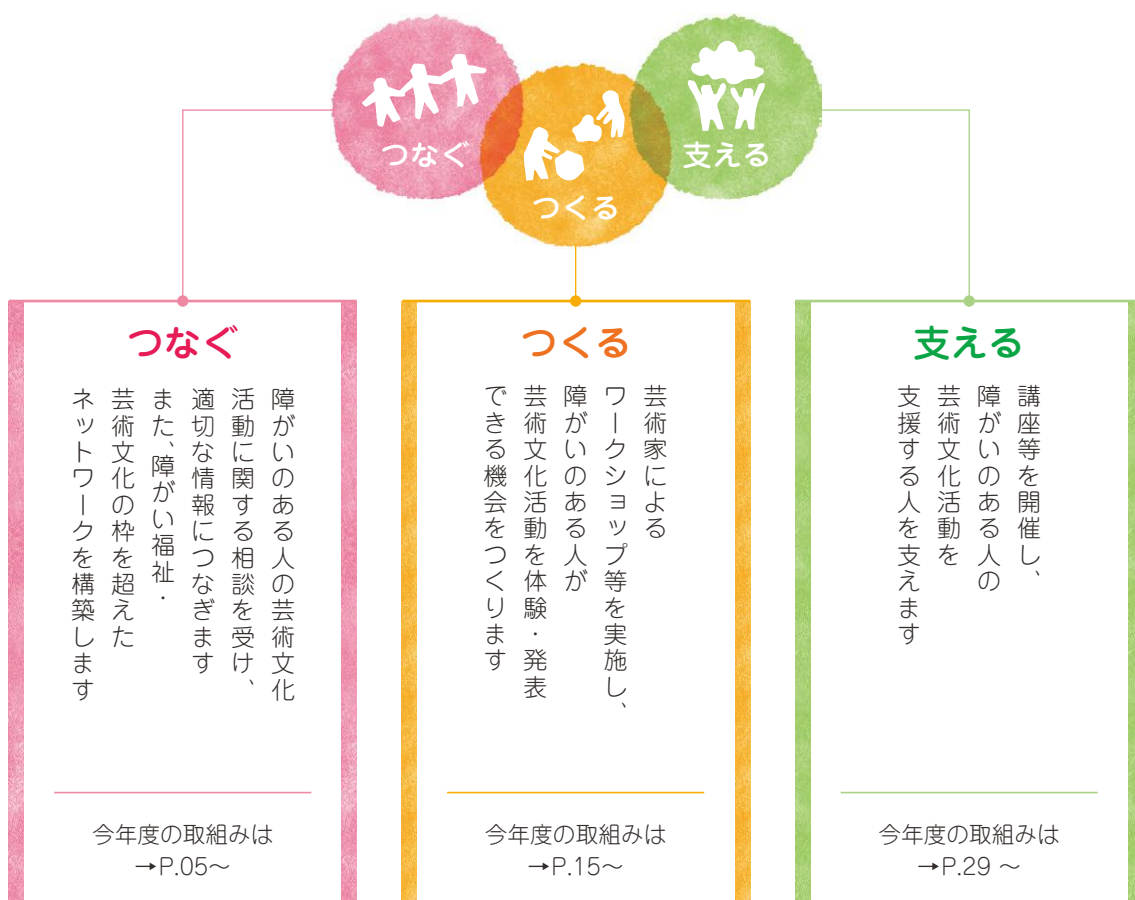 つなぐ
つくる
支える
つなぐ
障がいのある人の芸術文化
活動に関する相談を受け、
適切な情報につなぎます
また、障がい福祉・
芸術文化の枠を超えた
ネットワークを構築します
今年度の取組みは
→P.05～
つくる
芸術家による
ワークショップ等を実施し、
障がいのある人が
芸術文化活動を体験・発表
できる機会をつくります
今年度の取組みは
→P.15～
支える
講座等を開催し、
障がいのある人の
芸術文化活動を
支援する人を支えます
今年度の取組みは
→P.29 ～